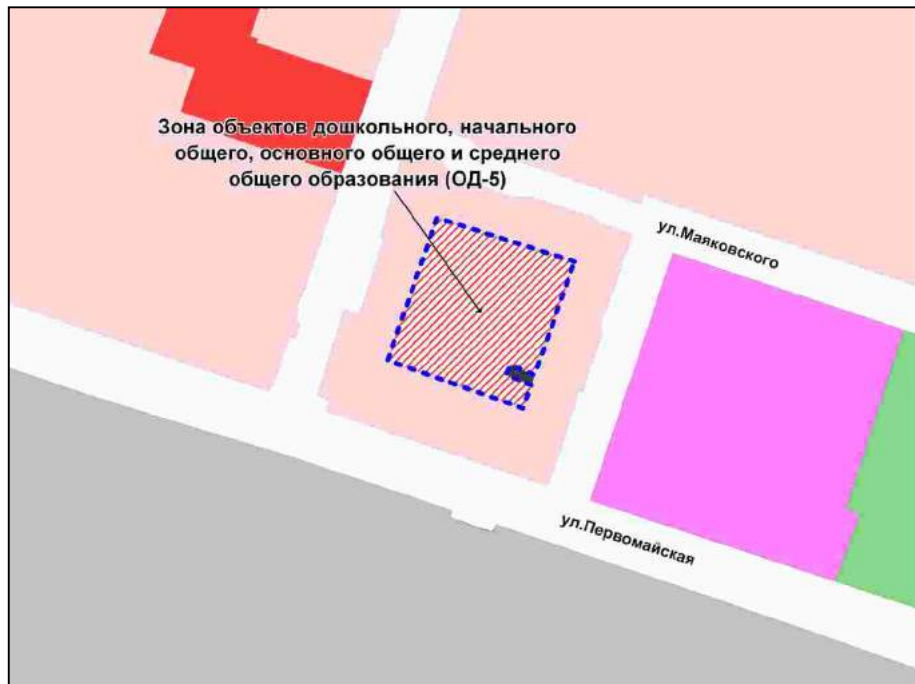 Зона объектов дошкольного, начального
общего, основного общего и среднего
общего образования (ОД-5)
ул.Маяковского
ул.Первомайская